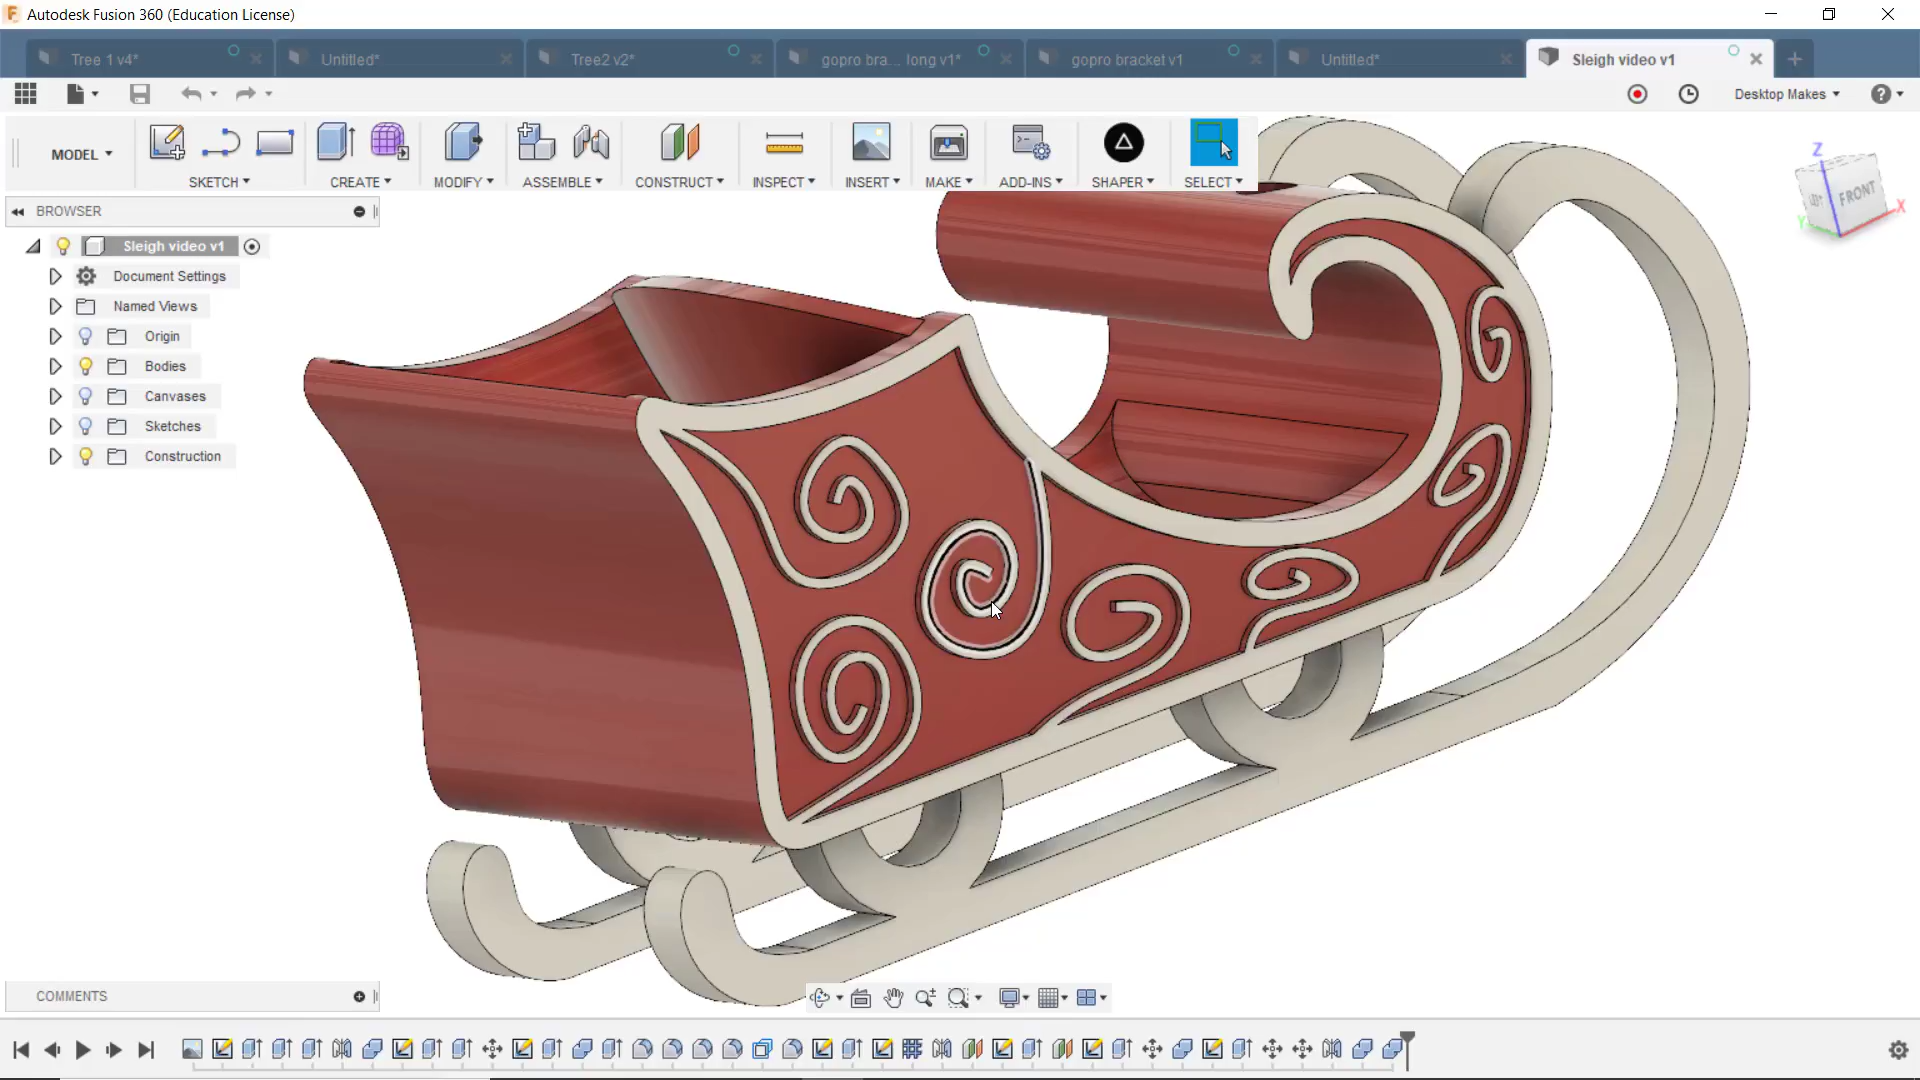 Autodesk Fusion 360 (Education License)
Tree 1 v4*
Untitled*
Tree2 v2*
gopro bra... long v1*
gopro bracket v1
Untitled*
Sleigh video v1
Desktop Makes
MODEL
SKETCH
CREATE
MODIFY
ASSEMBLE
CONSTRUCT
INSPECT
INSERT
MAKE
ADD-INS
SHAPER
SELECT
Z
LEFT
FRONT
X
Y
BROWSER
Sleigh video v1
Document Settings
Named Views
Origin
Bodies
Canvases
Sketches
Construction
COMMENTS